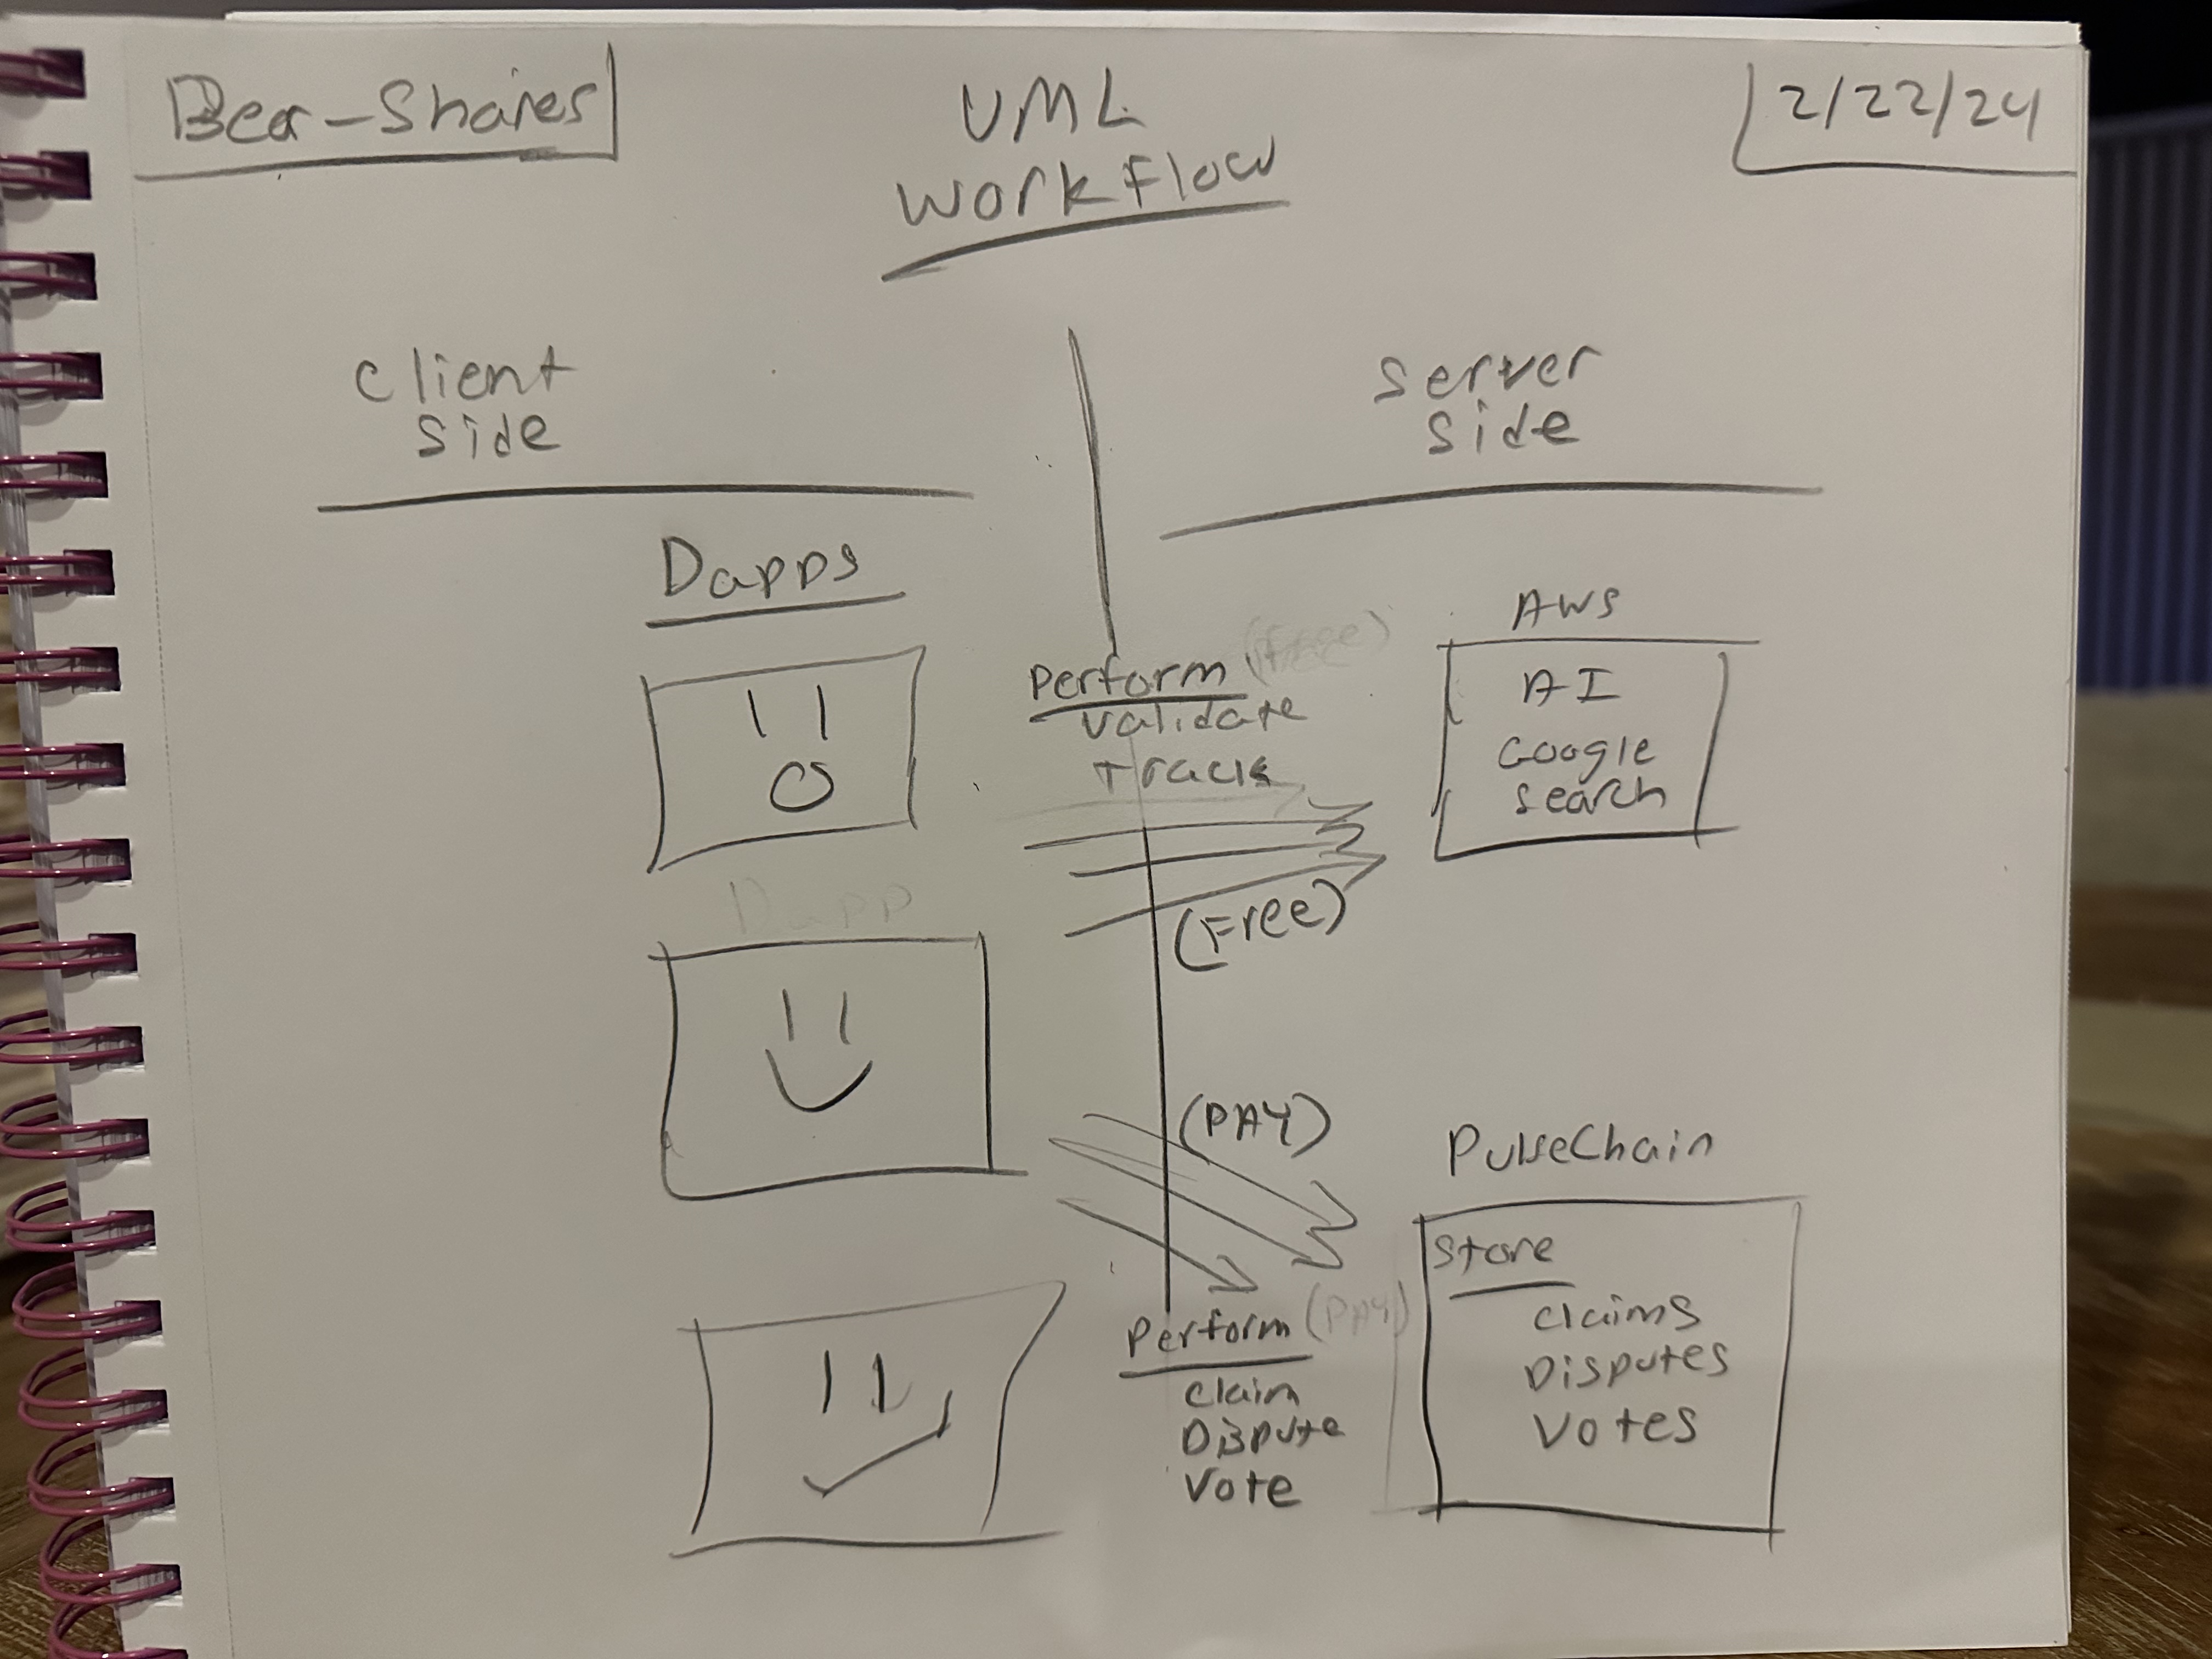 Bear-Shares
UML
Workflow
2/22/24
Client
Side
Server
Side
Dapps
Perform (Free)
Validate
Track
(Free)
AWS
AI
Google
Search
Dapp
(PAY)
PulseChain
Store
Claims
Disputes
Votes
Perform (PAY)
Claim
Dispute
Vote